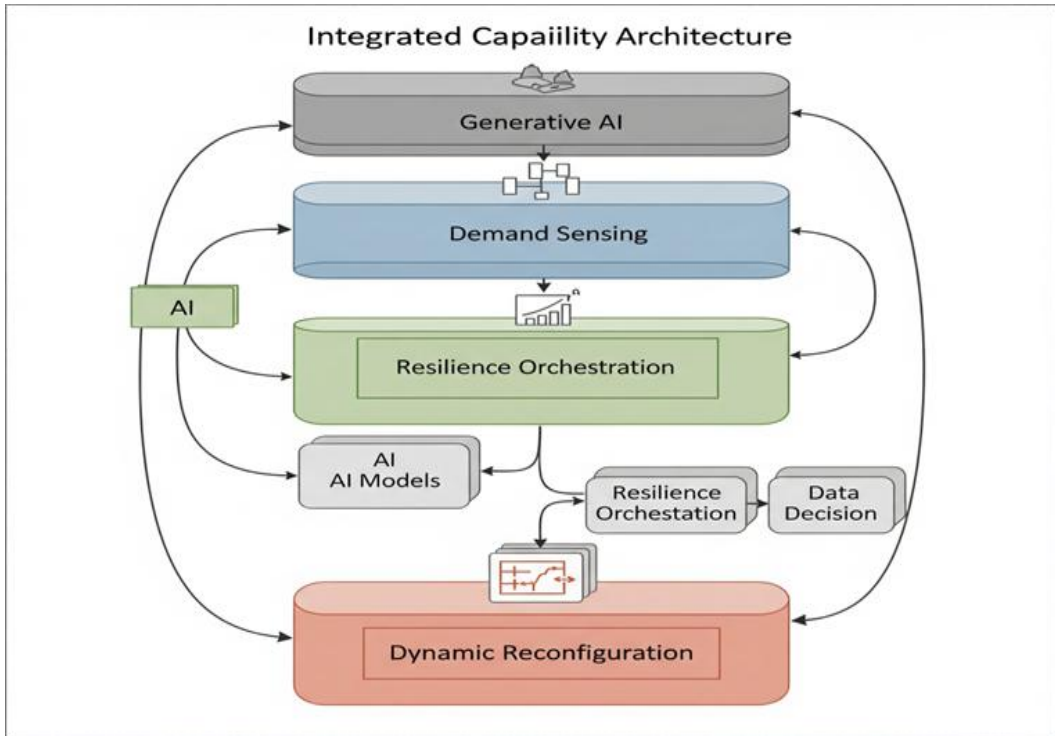 Integrated Capaiility Architecture
Generative AI
Demand Sensing
AI
Resilience Orchestration
AI
AI Models
Resilience
Orchestation
Data
Decision
Dynamic Reconfiguration